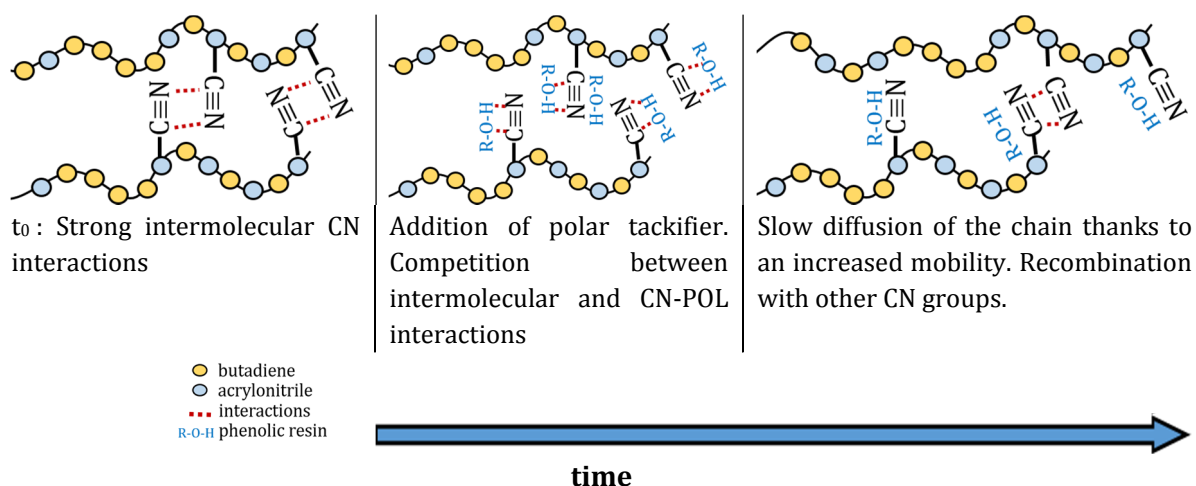 N≡C
C≡N
N≡C
C≡N
t₀ : Strong intermolecular CN
interactions
R-O-H
N≡C
R-O-H
C≡N
R-O-H
N≡C
R-O-H
C≡N
R-O-H
Addition of polar tackifier.
Competition between
intermolecular and CN-POL
interactions
R-O-H
N≡C
R-O-H
N≡C
C≡N
R-O-H
C≡N
Slow diffusion of the chain thanks to
an increased mobility. Recombination
with other CN groups.
butadiene
acrylonitrile
interactions
R-O-H phenolic resin
time